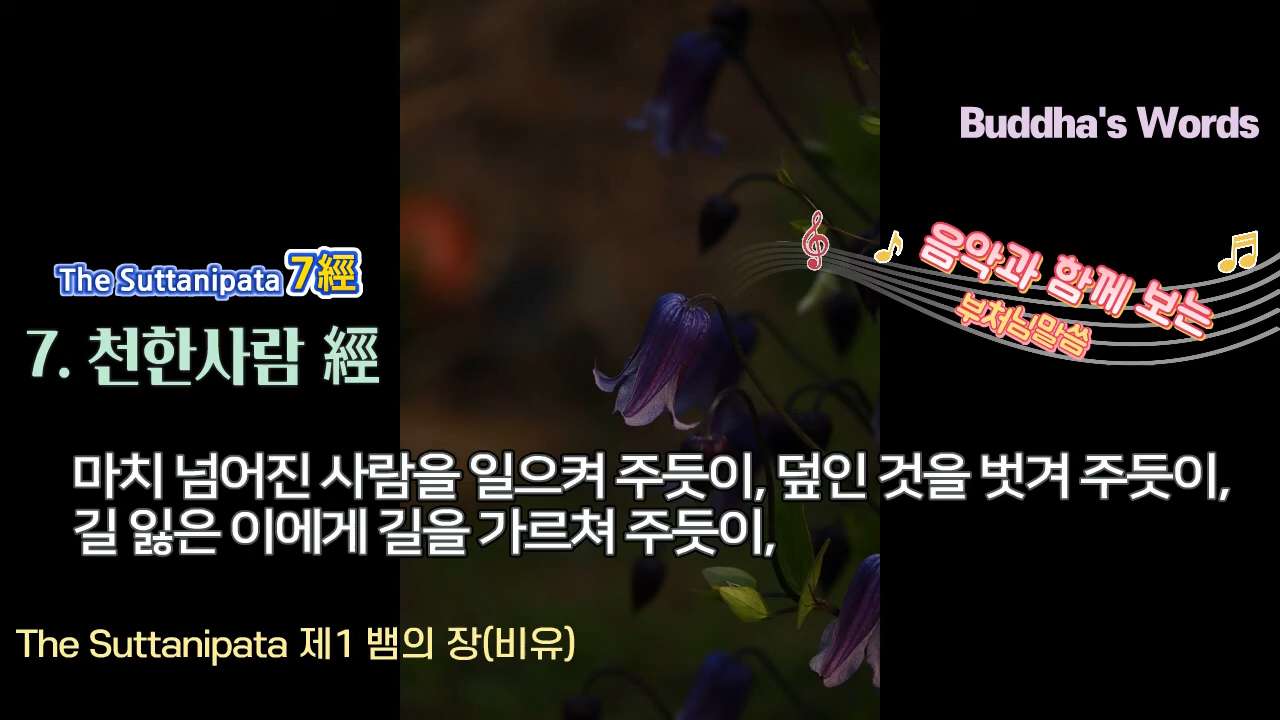 Buddha's Words
음악과 함께 보는
부처님말씀
The Suttanipata 7經
7. 천한사람 經
마치 넘어진 사람을 일으켜 주듯이, 덮인 것을 벗겨 주듯이,
길 잃은 이에게 길을 가르쳐 주듯이,
The Suttanipata 제1 뱀의 장(비유)